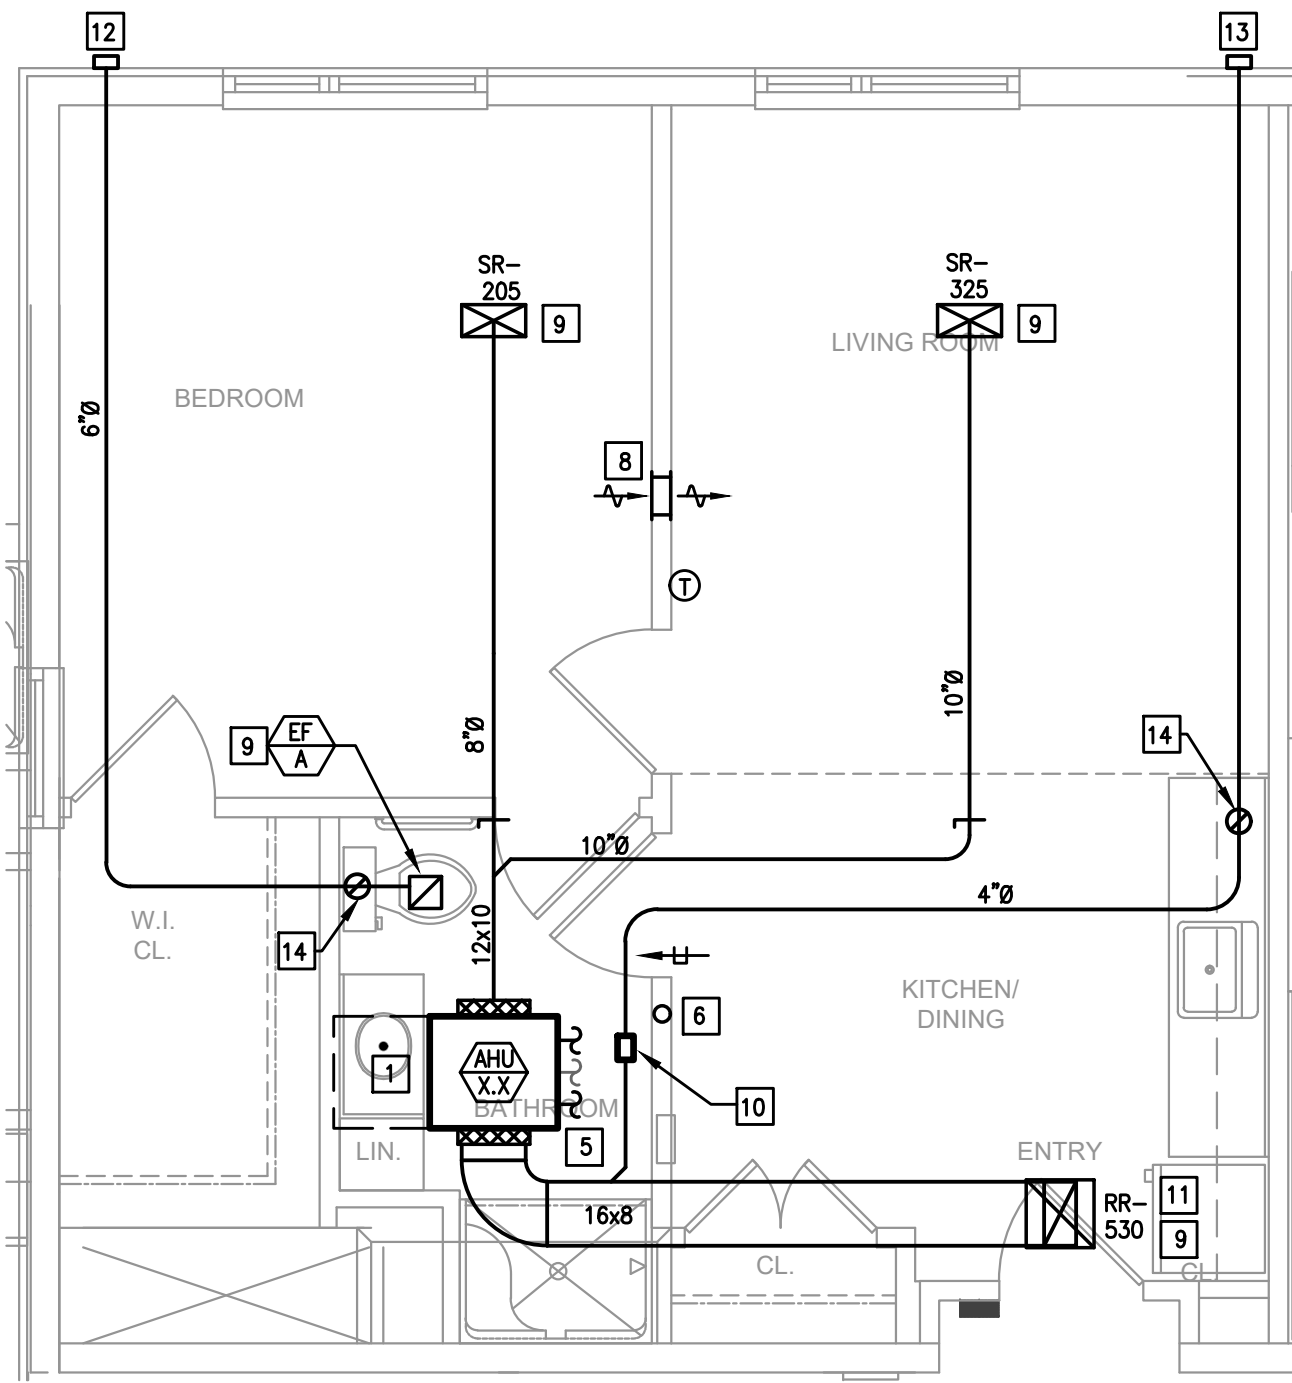 12
13
SR-
205
9
SR-
325
9
LIVING ROOM
BEDROOM
6"Ø
8
T
10"Ø
8"Ø
14
9
EF
A
10"Ø
4"Ø
W.I.
CL.
14
12x10
KITCHEN/
DINING
6
1
AHU
X.X
BATHROOM
10
LIN.
5
ENTRY
16x8
RR-
530
11
9
CL.
CL.